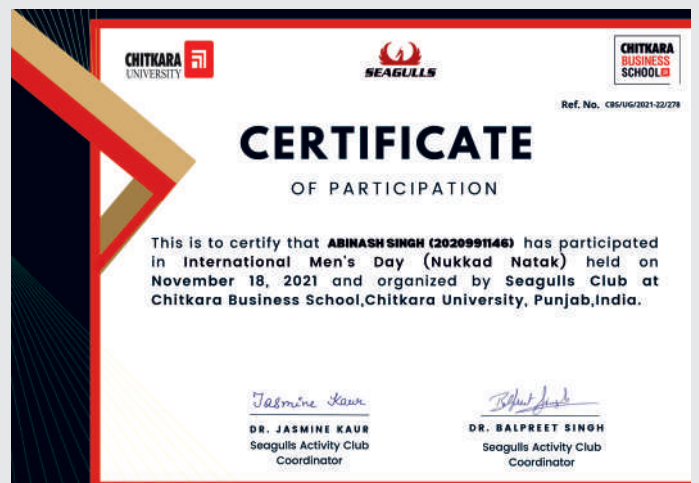 CHITKARA
UNIVERSITY
SEAGULLS
CHITKARA
BUSINESS
SCHOOL
Ref. No. CBS/UG/2021-22/278
CERTIFICATE
OF PARTICIPATION
This is to certify that ABINASH SINGH (2020991146) has participated
in International Men's Day (Nukkad Natak) held on
November 18, 2021 and organized by Seagulls Club at
Chitkara Business School,Chitkara University, Punjab,India.
Jasmine Kaur
Balpreet Singh
DR. JASMINE KAUR
DR. BALPREET SINGH
Seagulls Activity Club
Seagulls Activity Club
Coordinator
Coordinator